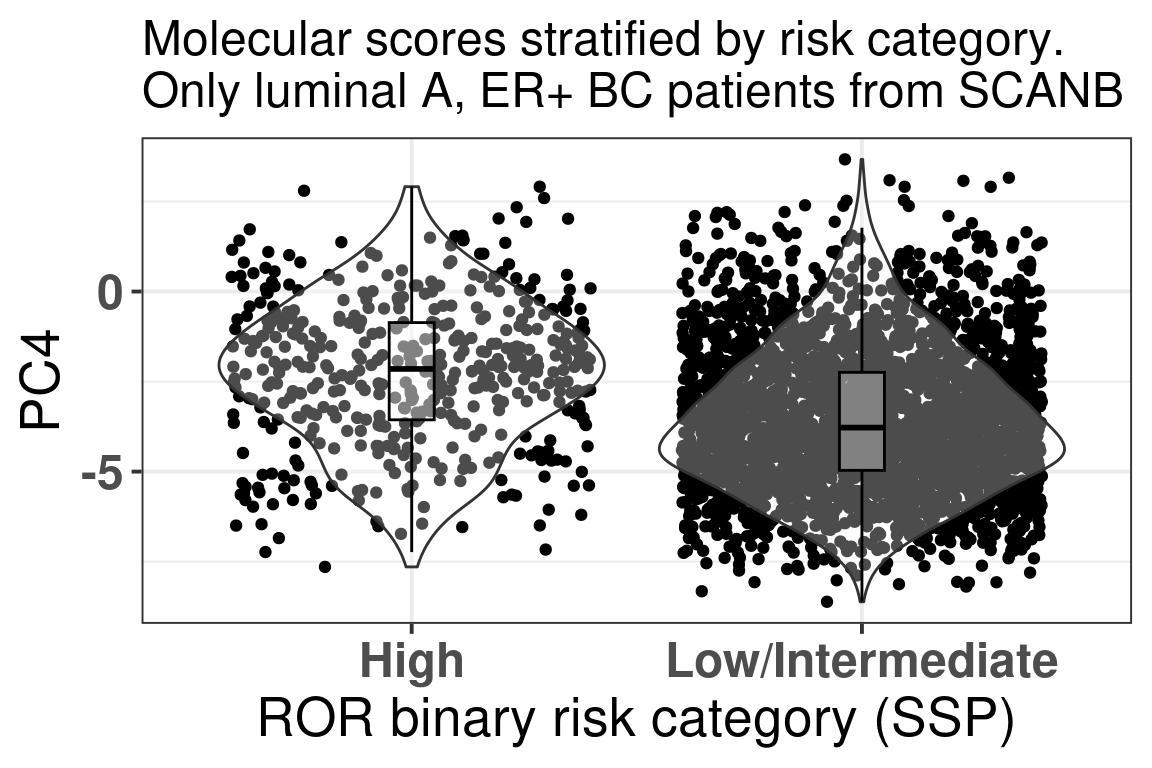 Molecular scores stratified by risk category.
Only luminal A, ER+ BC patients from SCANB
PC4
0
-5
High
Low/Intermediate
ROR binary risk category (SSP)